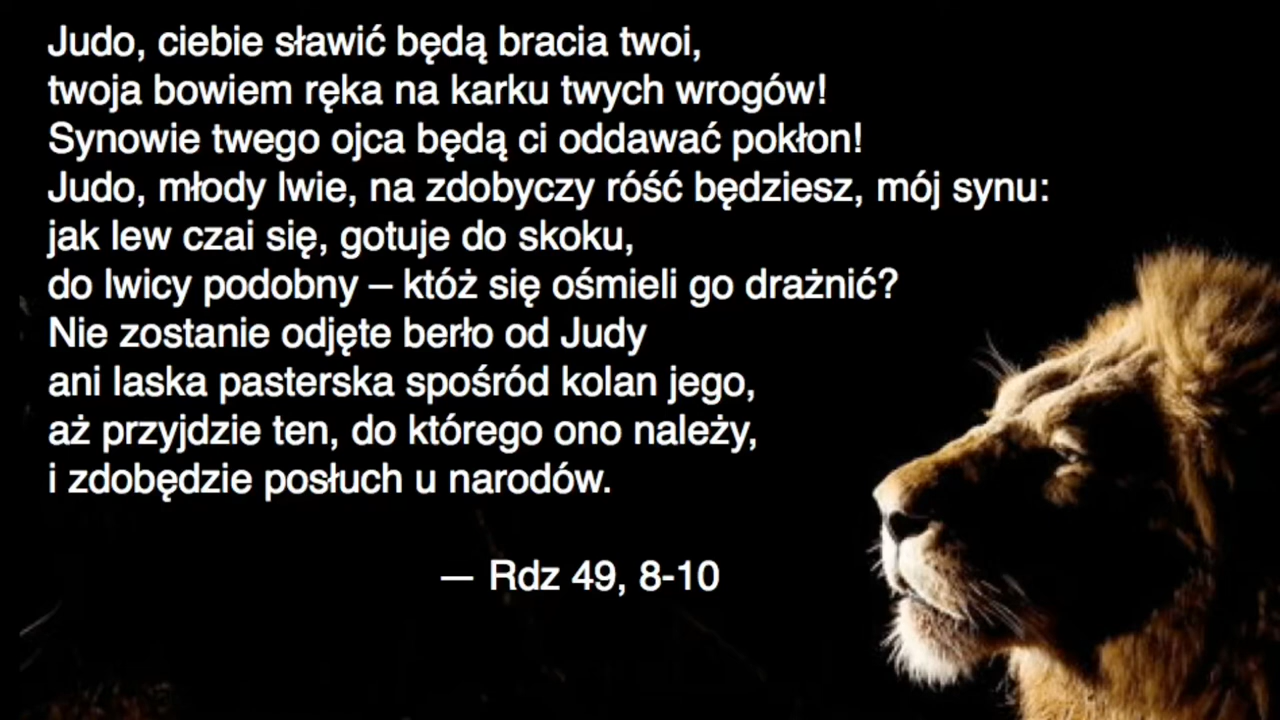 Judo, ciebie sławić będą bracia twoi,
twoja bowiem ręka na karku twych wrogów!
Synowie twego ojca będą ci oddawać pokłon!
Judo, młody lwie, na zdobyczy róść będziesz, mój synu:
jak lew czai się, gotuje do skoku,
do lwicy podobny – któż się ośmieli go drażnić?
Nie zostanie odjęte berło od Judy
ani laska pasterska spośród kolan jego,
aż przyjdzie ten, do którego ono należy,
i zdobędzie posłuch u narodów.
— Rdz 49, 8-10